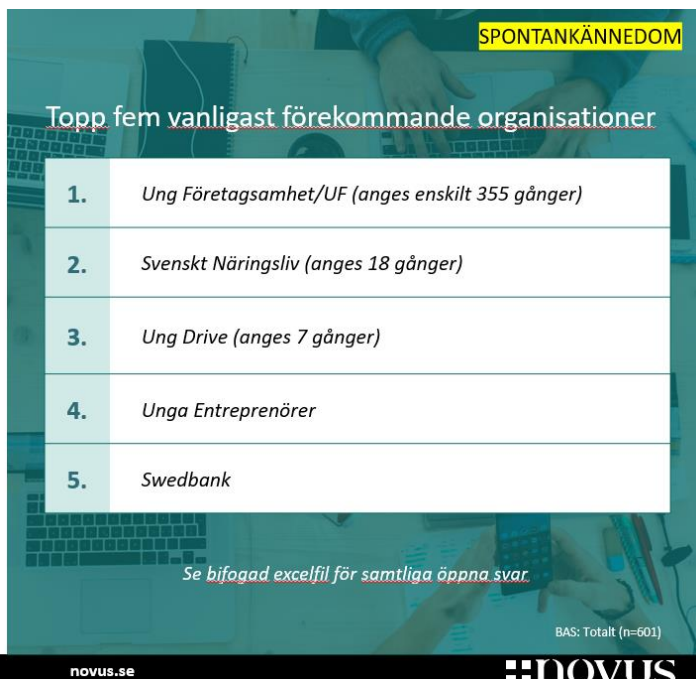 SPONTANKÄNNEDOM
Topp fem vanligast förekommande organisationer
1. Ung Företagsamhet/UF (anges enskilt 355 gånger)
2. Svenskt Näringsliv (anges 18 gånger)
3. Ung Drive (anges 7 gånger)
4. Unga Entreprenörer
5. Swedbank
Se bifogad excelfil för samtliga öppna svar
BAS: Totalt (n=601)
novus.se
novus